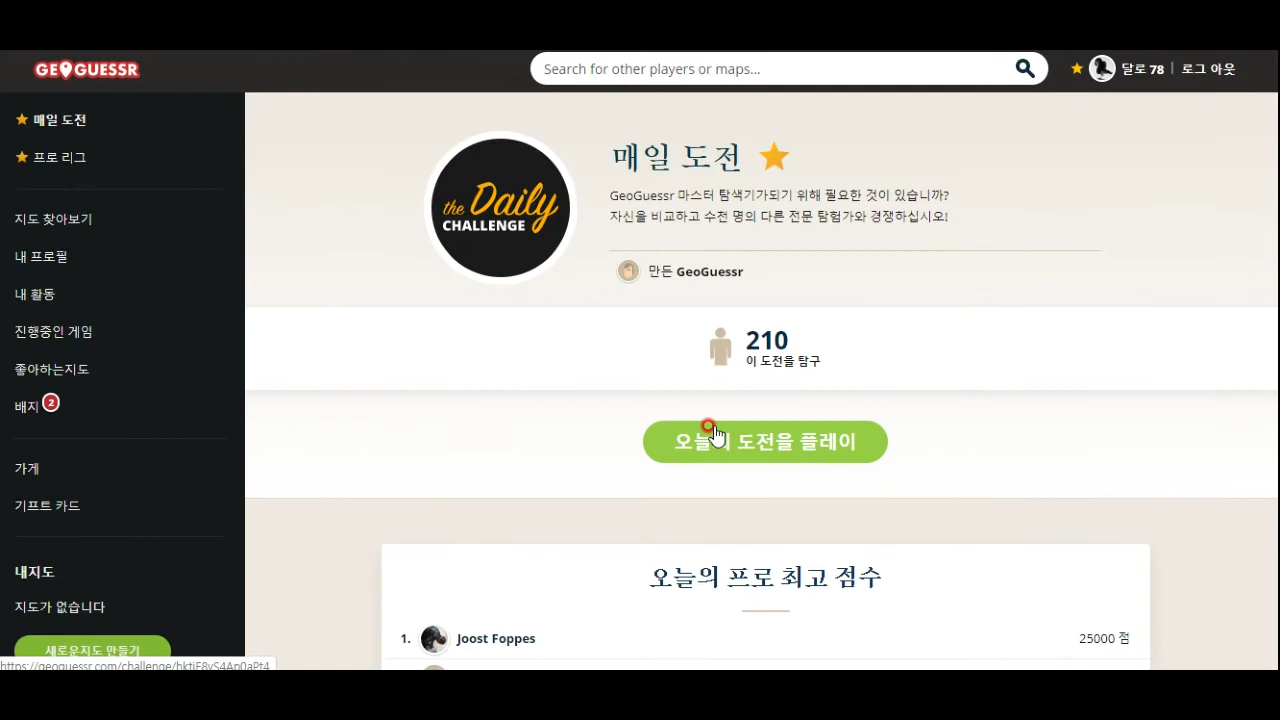 GEOGUESSR
Search for other players or maps...
달로 78 | 로그 아웃
매일 도전
프로 리그
지도 찾아보기
내 프로필
내 활동
진행중인 게임
좋아하는지도
배지 2
가게
기프트 카드
내지도
지도가 없습니다
새로운지도 만들기
the Daily
CHALLENGE
매일 도전
GeoGuessr 마스터 탐색기가되기 위해 필요한 것이 있습니까?
자신을 비교하고 수천 명의 다른 전문 탐험가와 경쟁하십시오!
만든 GeoGuessr
210
이 도전을 탐구
오늘의 도전을 플레이
오늘의 프로 최고 점수
1. Joost Foppes 25000 점